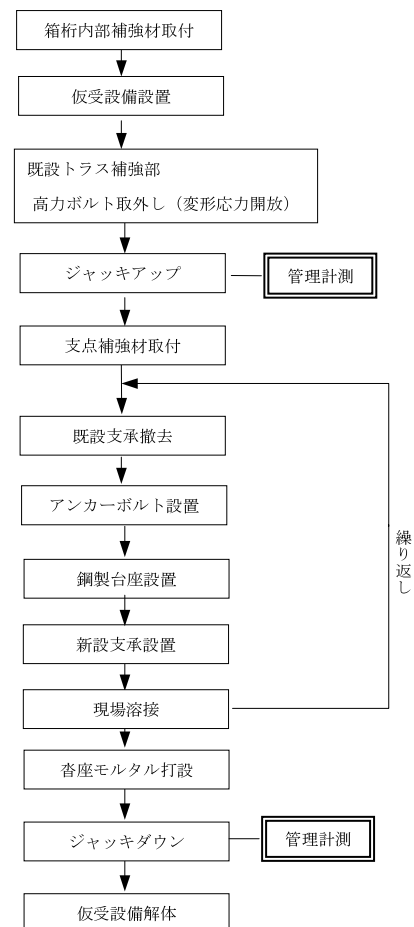 箱桁内部補強材取付
仮受設備設置
既設トラス補強部
高力ボルト取外し（変形応力開放）
ジャッキアップ
管理計測
支点補強材取付
既設支承撤去
アンカーボルト設置
鋼製台座設置
新設支承設置
現場溶接
繰り返し
沓座モルタル打設
ジャッキダウン
管理計測
仮受設備解体